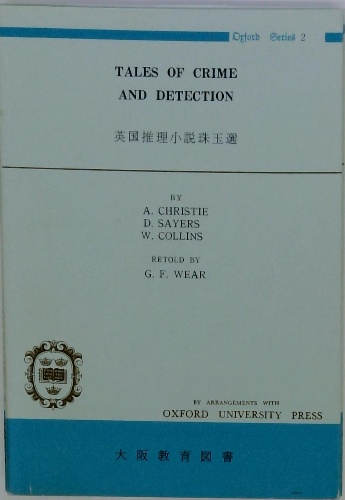 Oxford Series 2
TALES OF CRIME
AND DETECTION
英国推理小説珠玉選
BY
A. CHRISTIE
D. SAYERS
W. COLLINS
RETOLD BY
G. F. WEAR
BY ARRANGEMENTS WITH
OXFORD UNIVERSITY PRESS
大阪教育図書